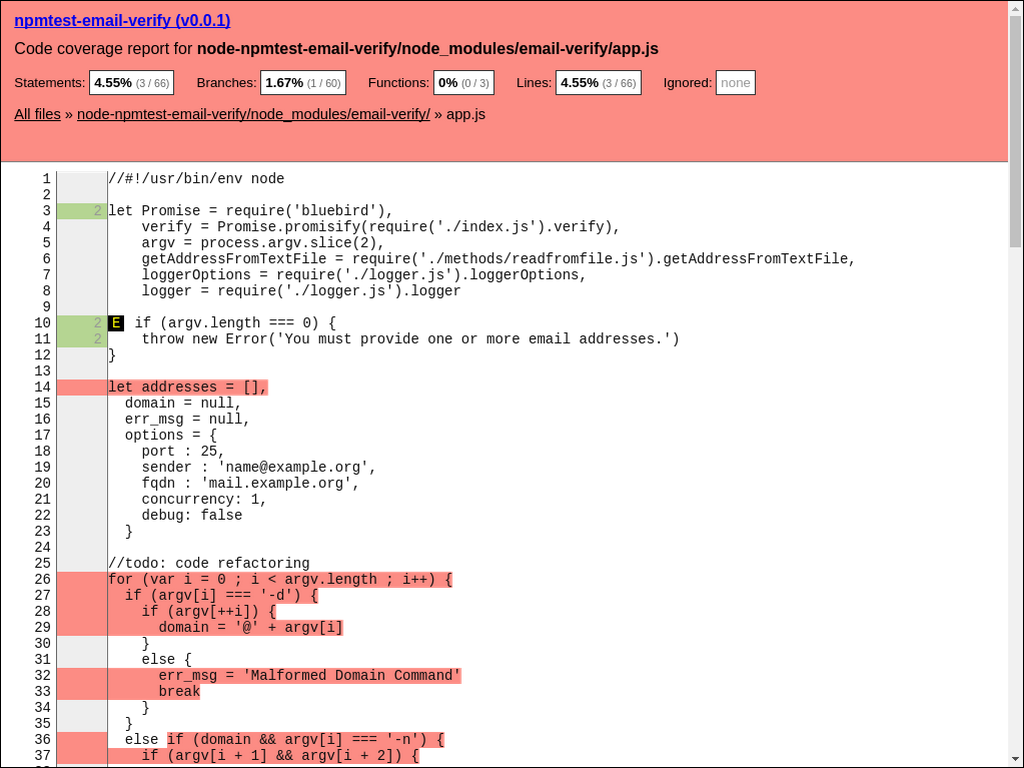 npmtest-email-verify (v0.0.1)
Code coverage report for node-npmtest-email-verify/node_modules/email-verify/app.js
Statements: 4.55% (3 / 66) Branches: 1.67% (1 / 60) Functions: 0% (0 / 3) Lines: 4.55% (3 / 66) Ignored: none
All files » node-npmtest-email-verify/node_modules/email-verify/ » app.js
1 //#!/usr/bin/env node
2
3 2 let Promise = require('bluebird'),
4 verify = Promise.promisify(require('./index.js').verify),
5 argv = process.argv.slice(2),
6 getAddressFromTextFile = require('./methods/readfromfile.js').getAddressFromTextFile,
7 loggerOptions = require('./logger.js').loggerOptions,
8 logger = require('./logger.js').logger
9
10 2 E if (argv.length === 0) {
11 2 throw new Error('You must provide one or more email addresses.')
12 }
13
14 let addresses = [],
15 domain = null,
16 err_msg = null,
17 options = {
18 port : 25,
19 sender : 'name@example.org',
20 fqdn : 'mail.example.org',
21 concurrency: 1,
22 debug: false
23 }
24
25 //todo: code refactoring
26 for (var i = 0 ; i < argv.length ; i++) {
27 if (argv[i] === '-d') {
28 if (argv[++i]) {
29 domain = '@' + argv[i]
30 }
31 else {
32 err_msg = 'Malformed Domain Command'
33 break
34 }
35 }
36 else if (domain && argv[i] === '-n') {
37 if (argv[i + 1] && argv[i + 2]) {